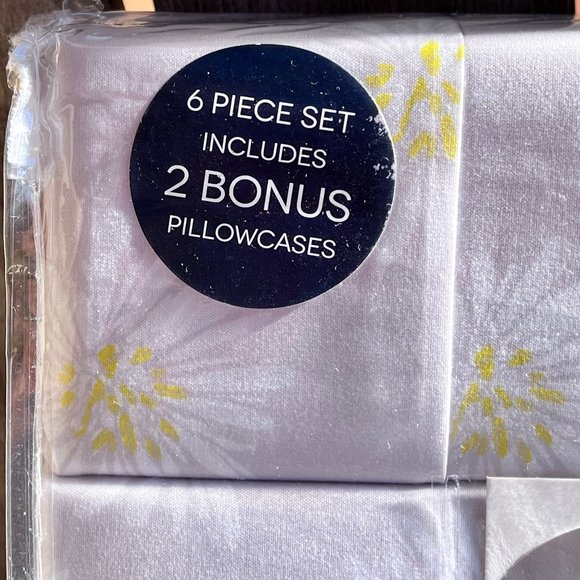 6 PIECE SET
INCLUDES
2 BONUS
PILLOWCASES